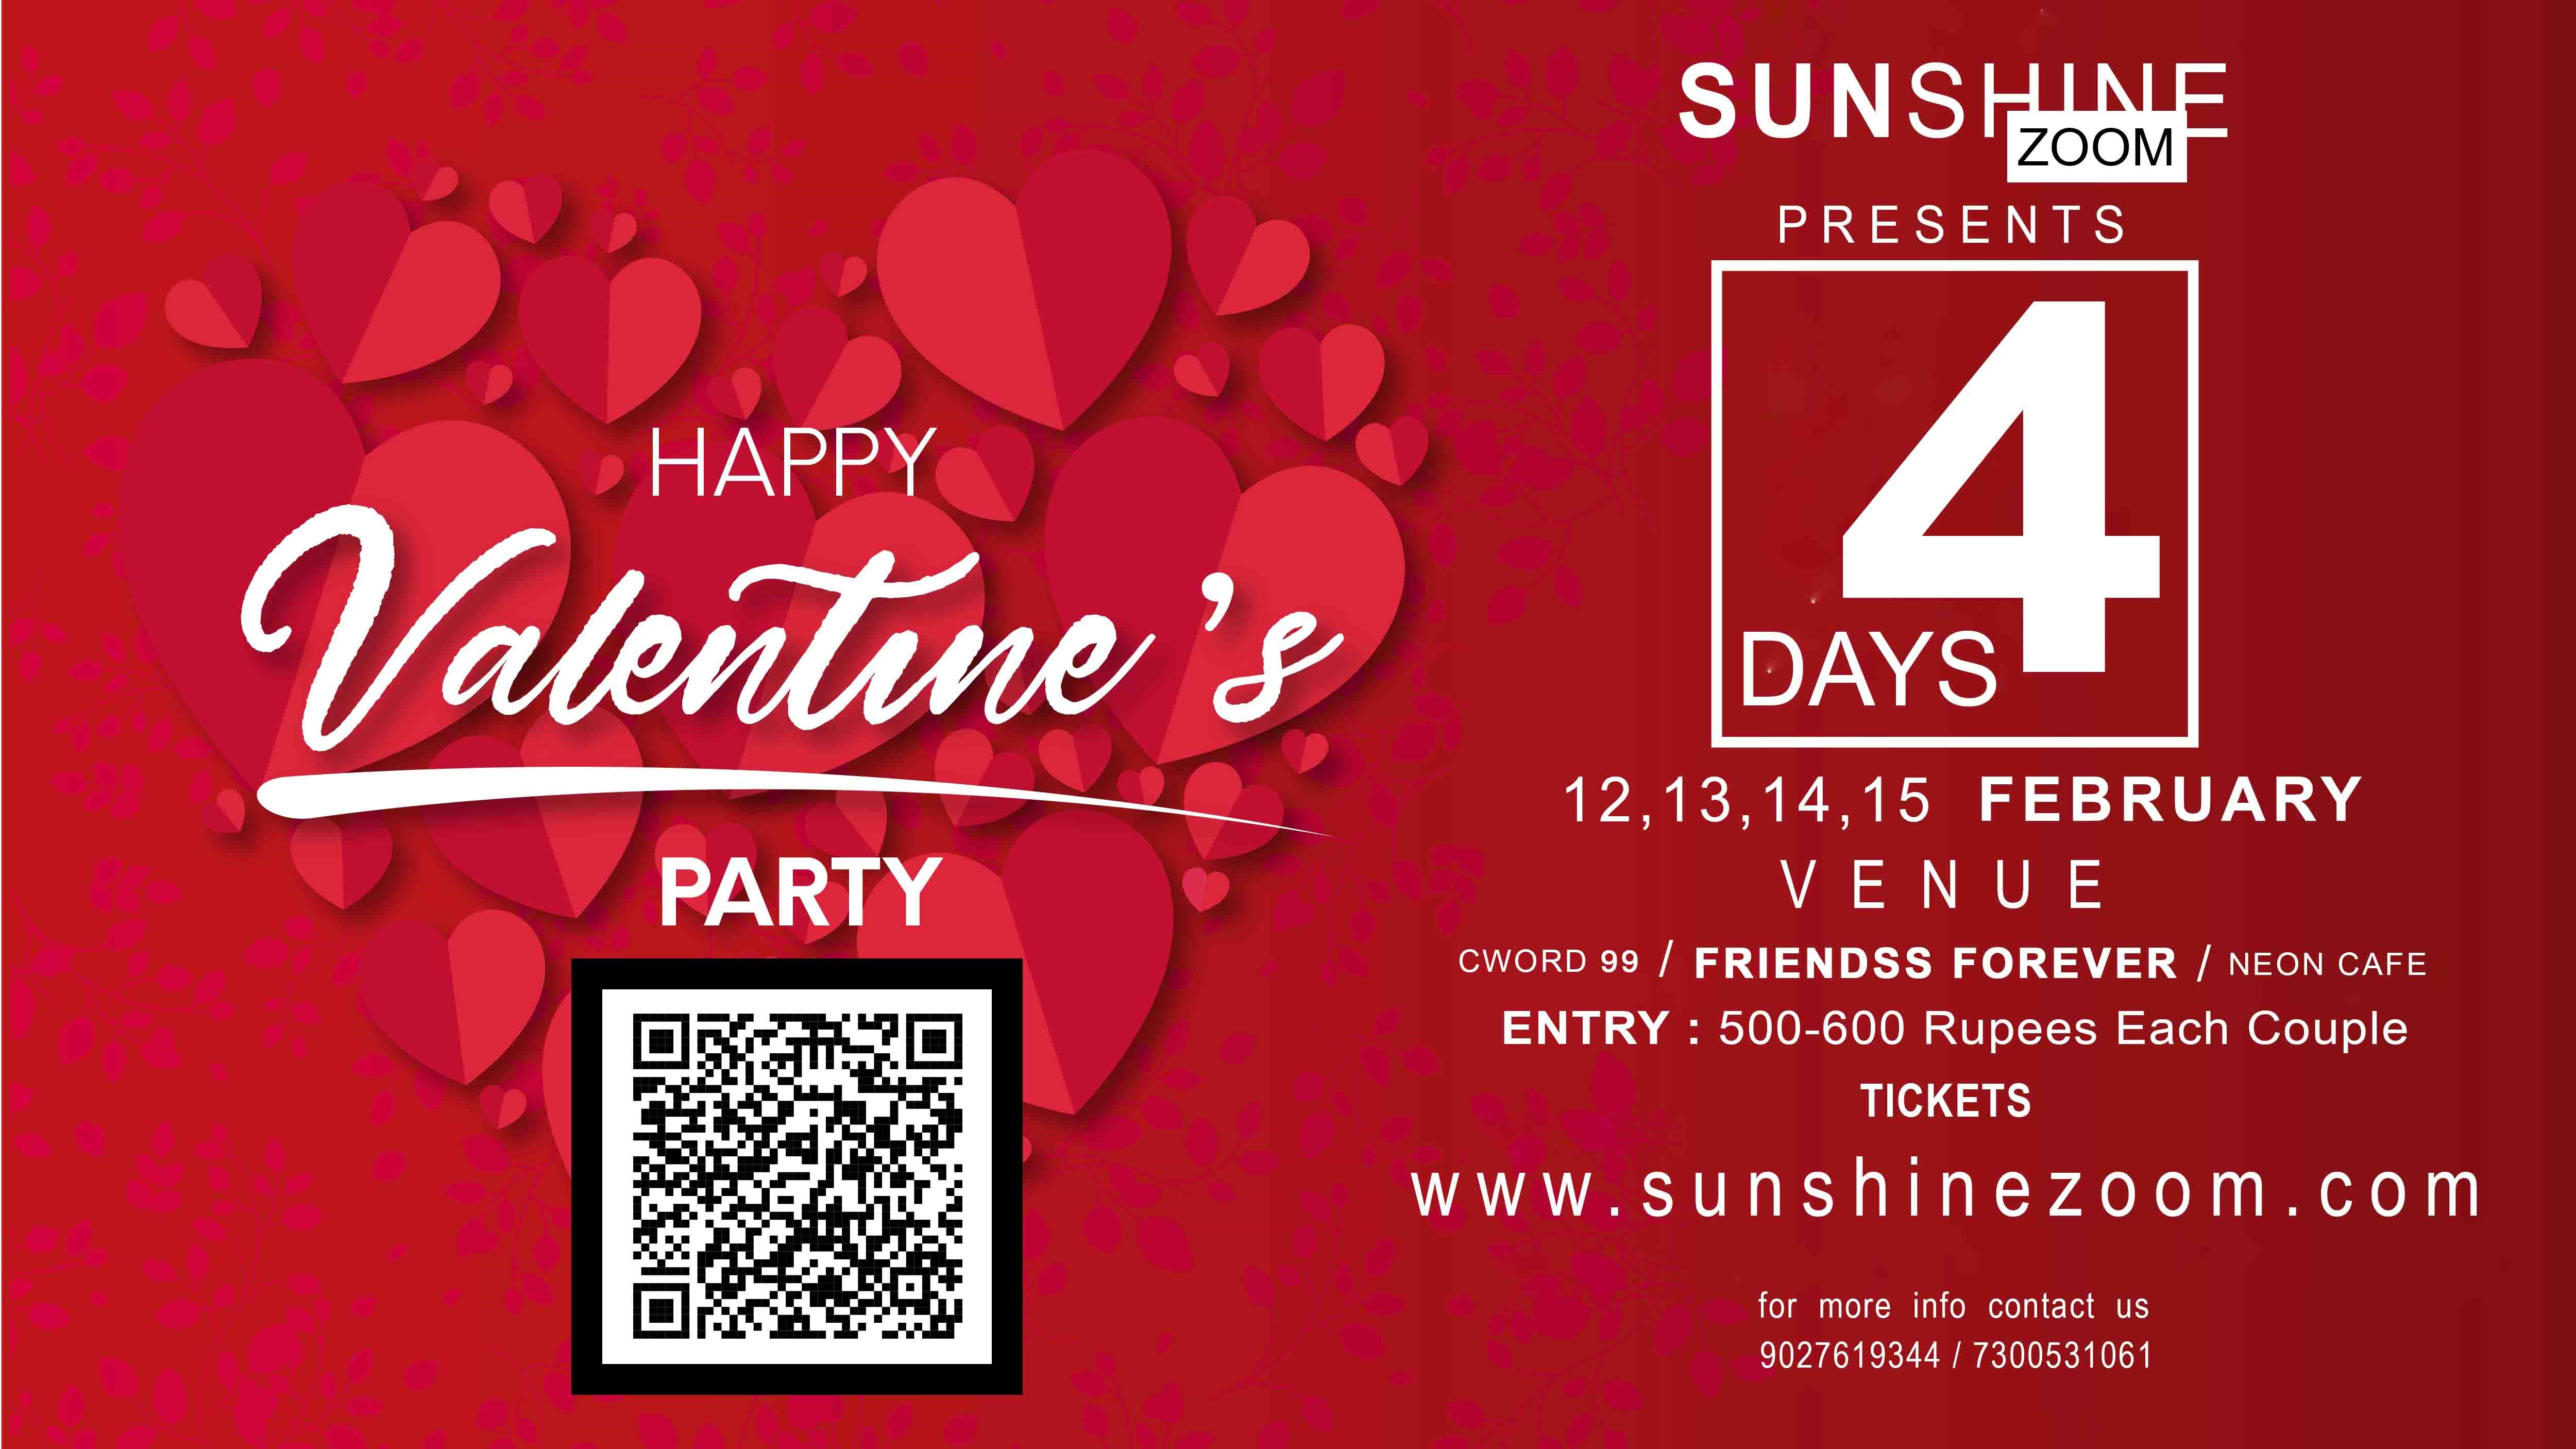 HAPPY
Valentine's
PARTY
SUNSHINE
ZOOM
PRESENTS
4
DAYS
12,13,14,15 FEBRUARY
VENUE
CWORD 99 / FRIENDSS FOREVER / NEON CAFE
ENTRY : 500-600 Rupees Each Couple
TICKETS
www.sunshinezoom.com
for more info contact us
9027619344 / 7300531061